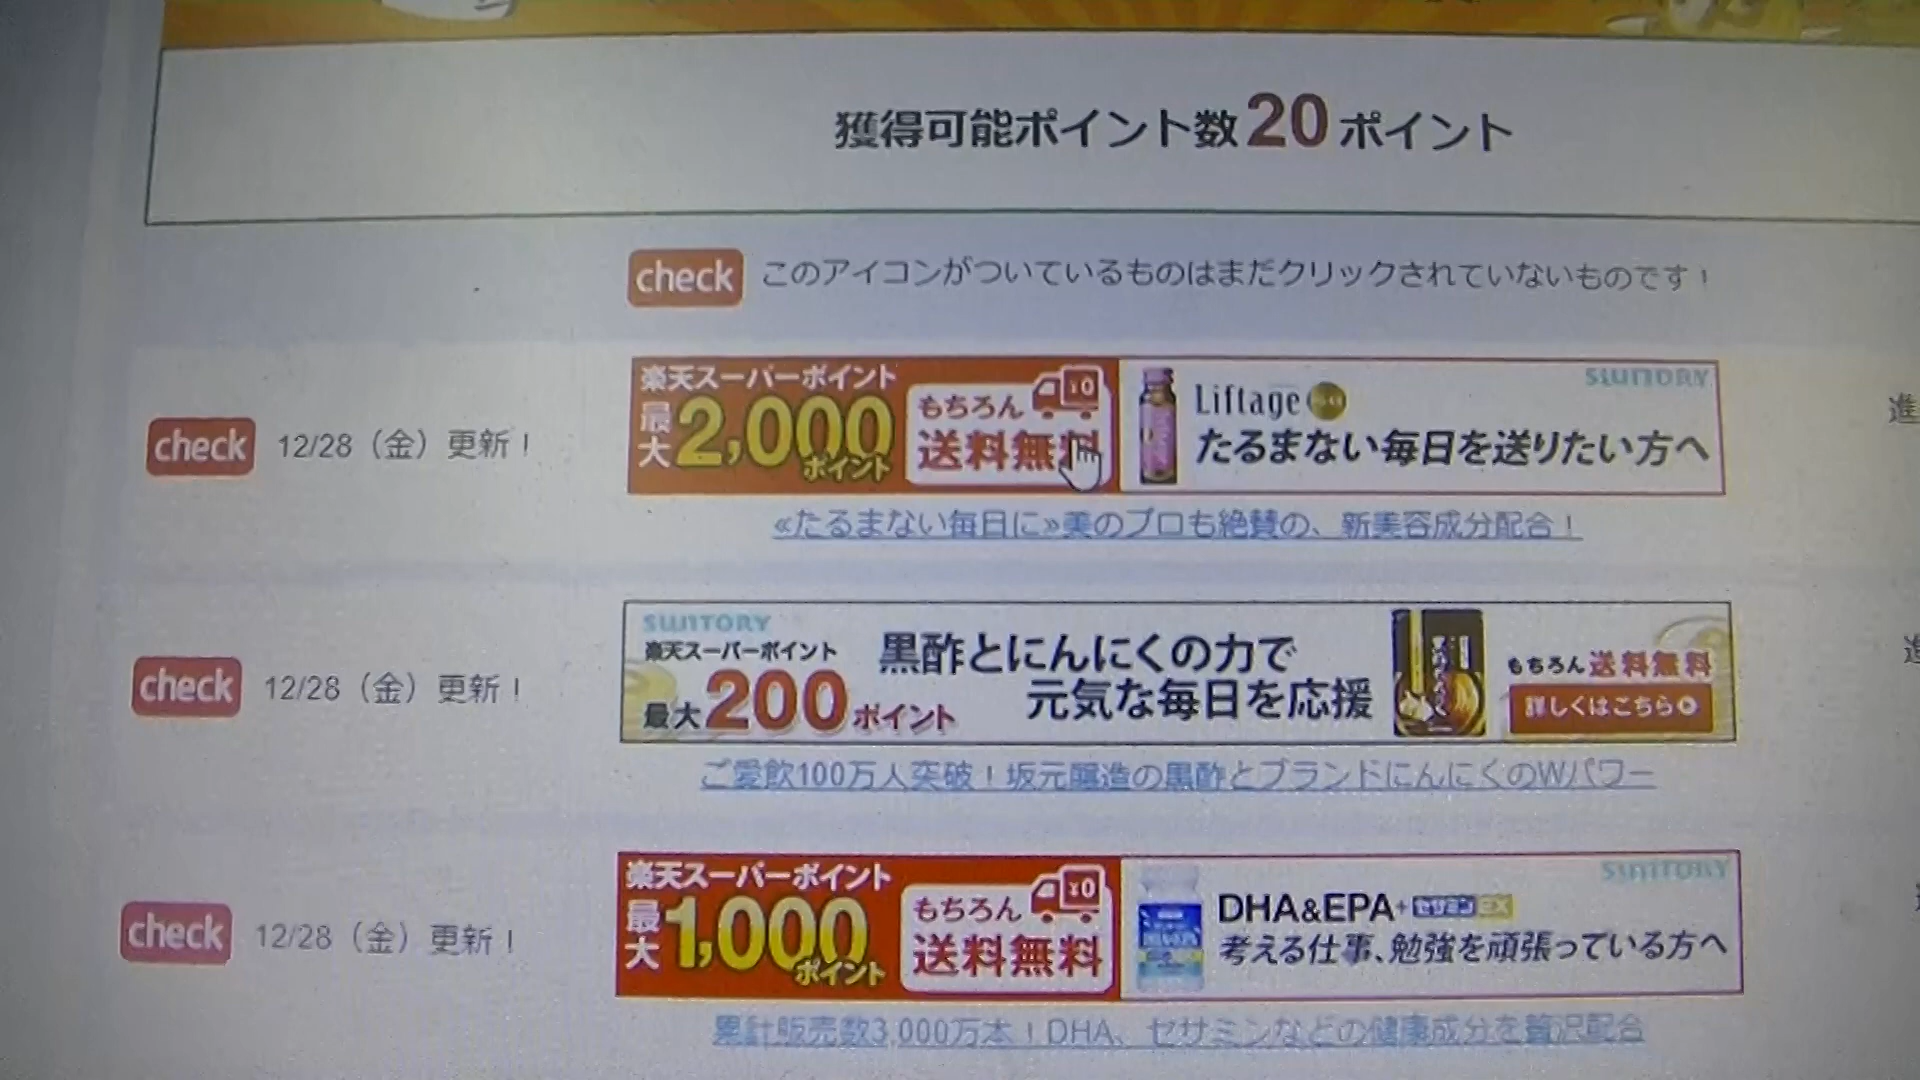 獲得可能ポイント数20ポイント
check このアイコンがついているものはまだクリックされていないものです！
check 12/28（金）更新！
楽天スーパーポイント
最大2,000ポイント
もちろん
¥0
送料無料
SUNTORY
Liftage
たるまない毎日を送りたい方へ
進
≪たるまない毎日に≫美のプロも絶賛の、新美容成分配合！
check 12/28（金）更新！
SUNTORY
楽天スーパーポイント
最大200ポイント
黒酢とにんにくの力で
元気な毎日を応援
もちろん送料無料
詳しくはこちら
進
ご愛飲100万人突破！坂元醸造の黒酢とブランドにんにくのWパワー
check 12/28（金）更新！
楽天スーパーポイント
最大1,000ポイント
もちろん
¥0
送料無料
SUNTORY
DHA&EPA+セサミンEX
考える仕事、勉強を頑張っている方へ
累計販売数3,000万本！DHA、セサミンなどの健康成分を贅沢配合